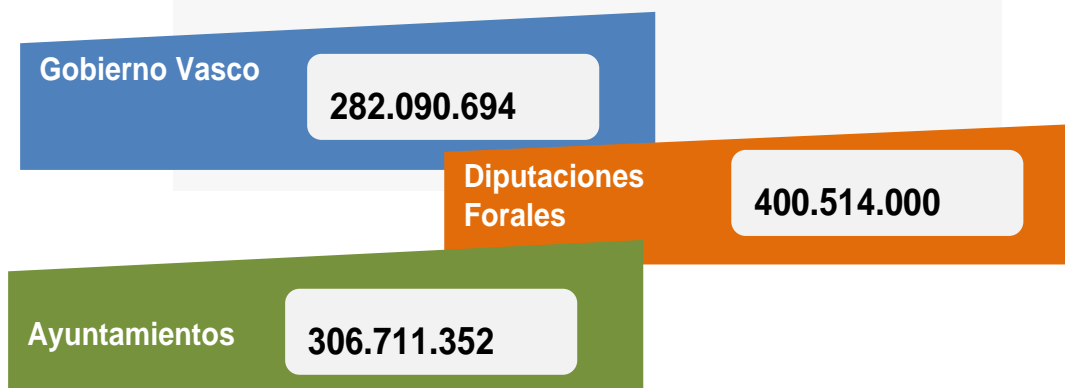 Gobierno Vasco
282.090.694
Diputaciones
Forales
400.514.000
Ayuntamientos
306.711.352